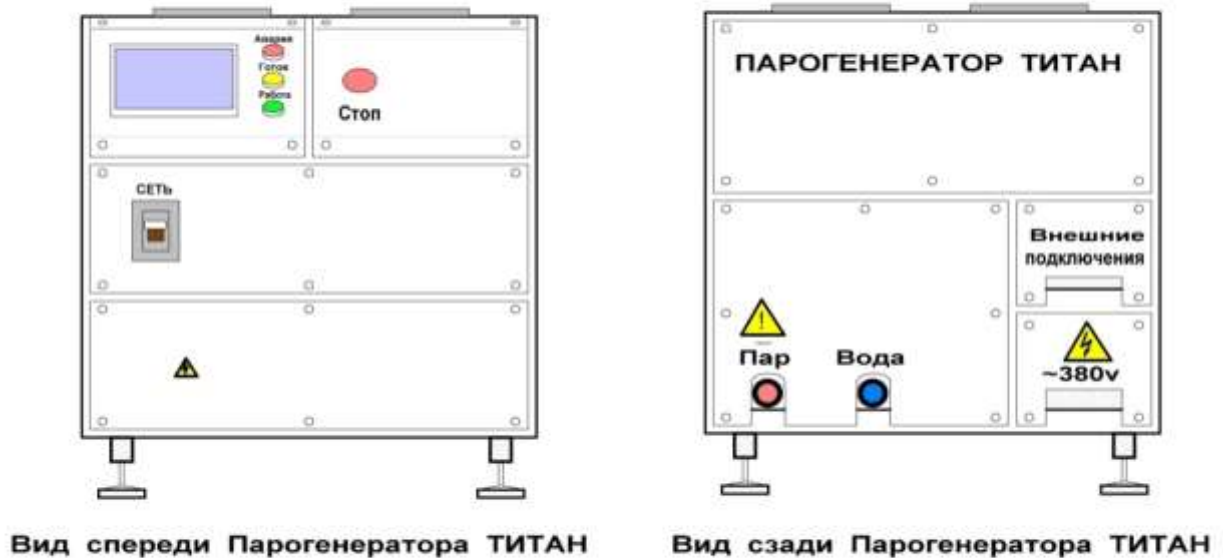 Авария
Готов
Работа
Стоп
СЕТЬ
Вид спереди Парогенератора ТИТАН
ПАРОГЕНЕРАТОР ТИТАН
Внешние
подключения
!
Пар
Вода
~380v
Вид сзади Парогенератора ТИТАН